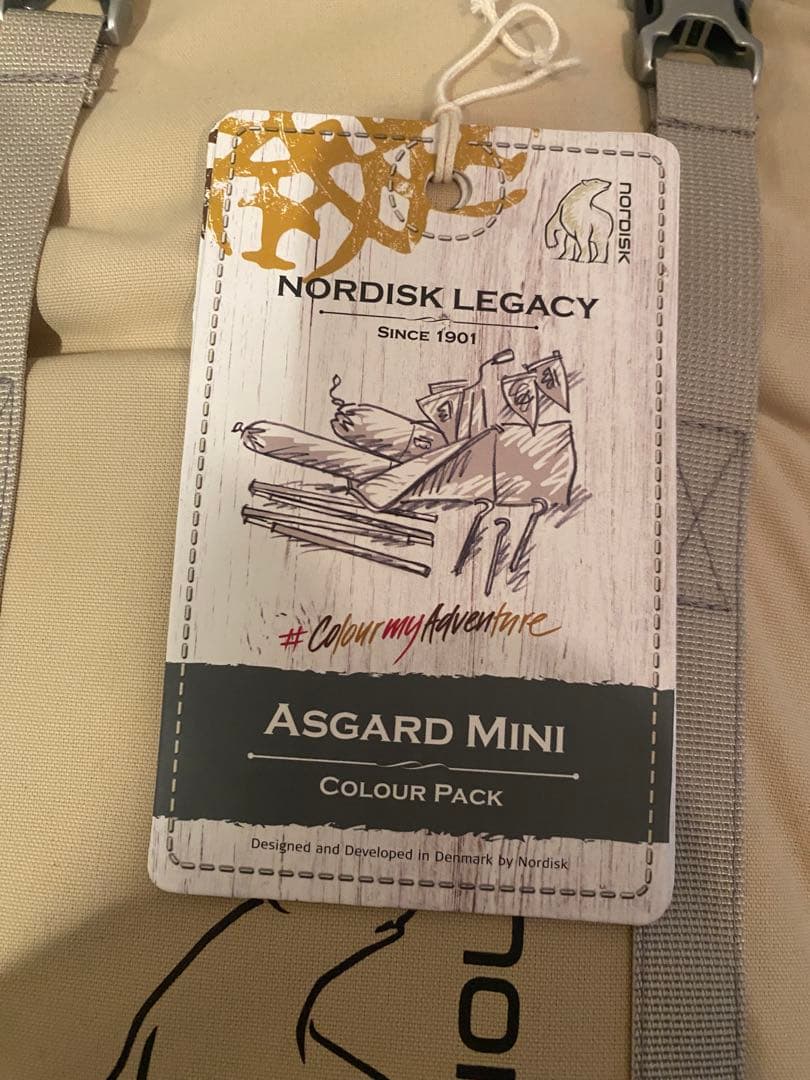 NORDISK
NORDISK LEGACY
SINCE 1901
#ColourmyAdventure
ASGARD MINI
COLOUR PACK
Designed and Developed in Denmark by Nordisk